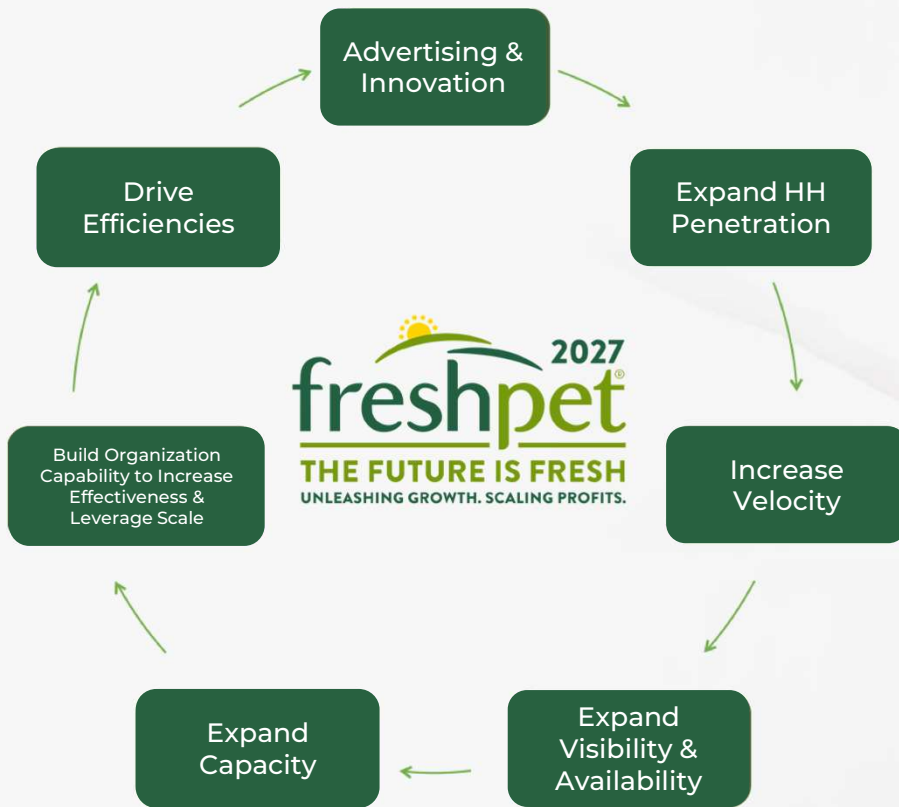 Advertising &
Innovation
Expand HH
Penetration
Increase
Velocity
Expand
Visibility &
Availability
Expand
Capacity
Build Organization
Capability to Increase
Effectiveness &
Leverage Scale
Drive
Efficiencies
2027
freshpet®
THE FUTURE IS FRESH
UNLEASHING GROWTH. SCALING PROFITS.